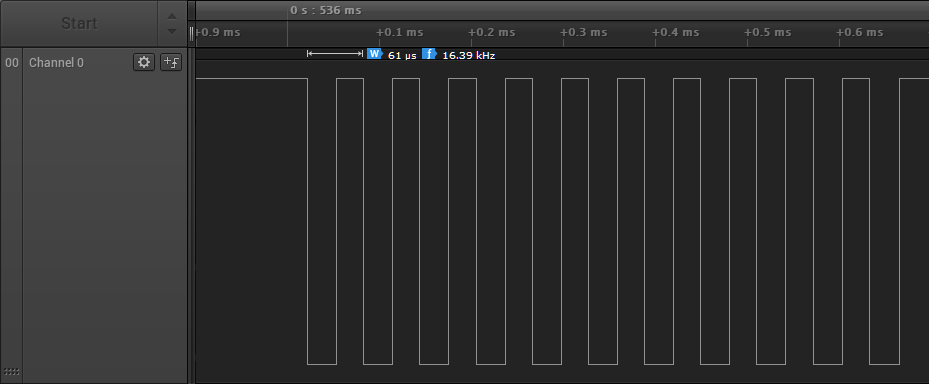 Start
0 s : 536 ms
+0.9 ms +0.1 ms +0.2 ms +0.3 ms +0.4 ms +0.5 ms +0.6 ms
W 61 µs f 16.39 kHz
00 Channel 0